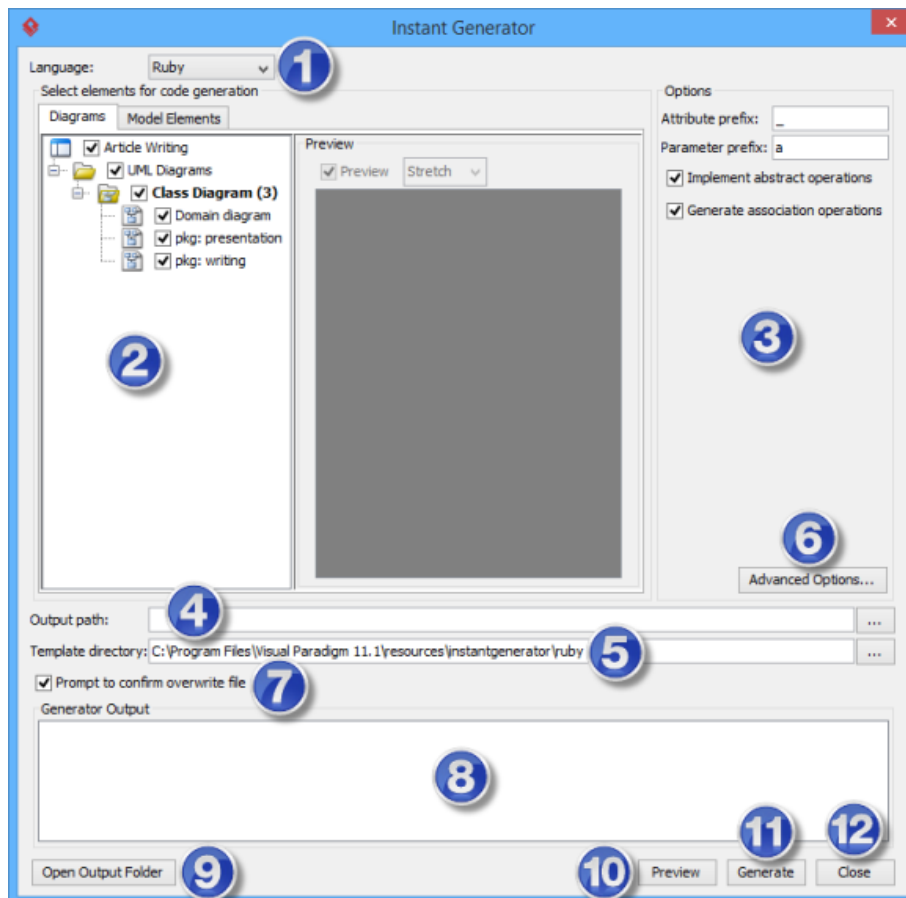 Instant Generator
Language: Ruby 1
Select elements for code generation
Diagrams Model Elements
Article Writing
UML Diagrams
Class Diagram (3)
Domain diagram
pkg: presentation
pkg: writing
2
Preview
Preview Stretch
Options
Attribute prefix: _
Parameter prefix: a
Implement abstract operations
Generate association operations
3
6
Advanced Options...
Output path: 4 ...
Template directory: C:\Program Files\Visual Paradigm 11.1\resources\instantgenerator\ruby 5 ...
Prompt to confirm overwrite file 7
Generator Output
8
Open Output Folder 9 10 Preview 11 Generate 12 Close